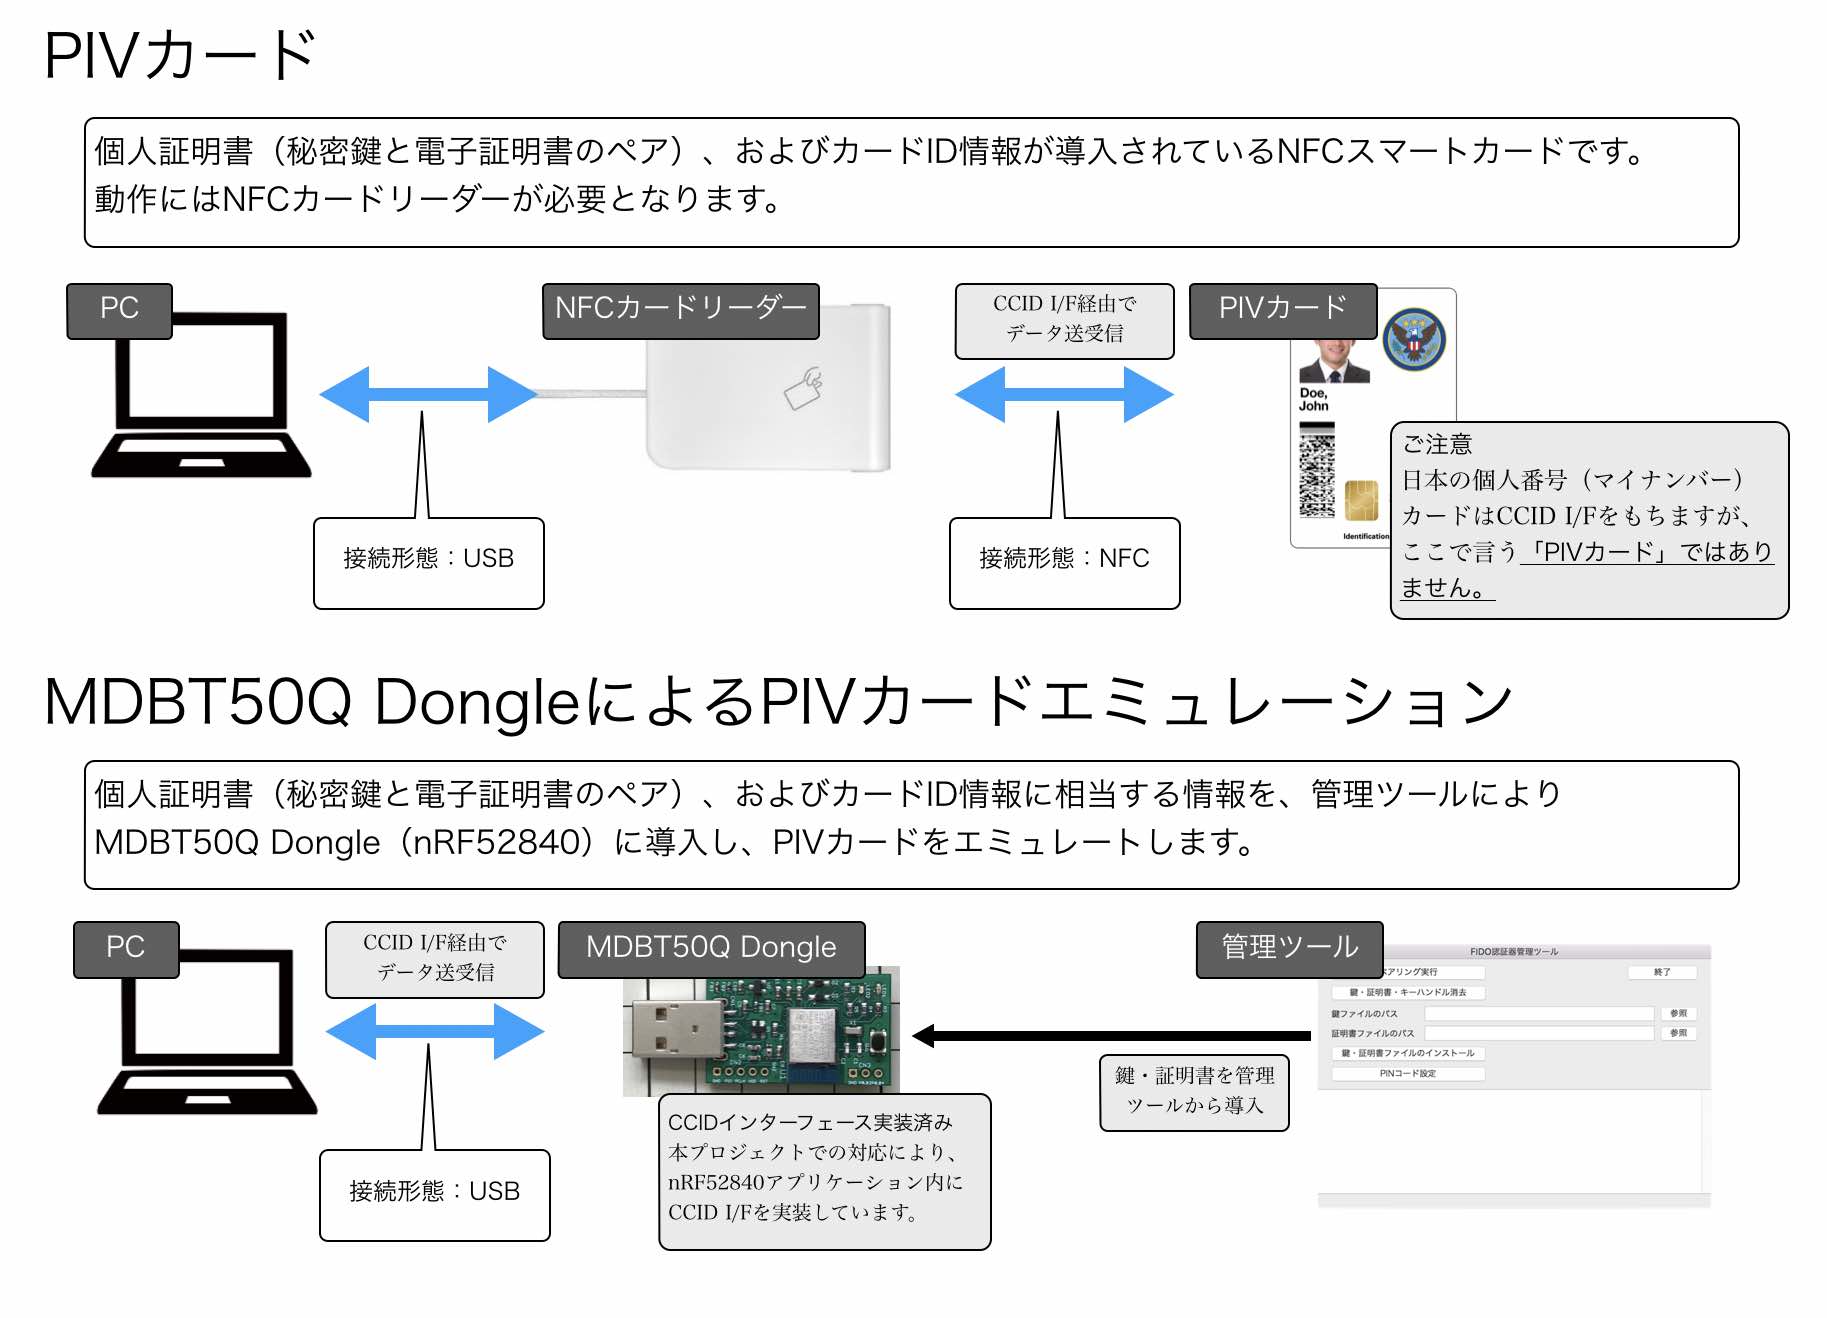 PIVカード
個人証明書（秘密鍵と電子証明書のペア）、およびカードID情報が導入されているNFCスマートカードです。
動作にはNFCカードリーダーが必要となります。
PC
NFCカードリーダー
CCID I/F経由で
データ送受信
PIVカード
Doe,
John
Identification
接続形態：USB
接続形態：NFC
ご注意
日本の個人番号（マイナンバー）
カードはCCID I/Fをもちますが、
ここで言う「PIVカード」ではあり
ません。
MDBT50Q DongleによるPIVカードエミュレーション
個人証明書（秘密鍵と電子証明書のペア）、およびカードID情報に相当する情報を、管理ツールにより
MDBT50Q Dongle（nRF52840）に導入し、PIVカードをエミュレートします。
PC
CCID I/F経由で
データ送受信
MDBT50Q Dongle
管理ツール
FIDO認証器管理ツール
アリング実行
終了
鍵・証明書・キーハンドル消去
鍵ファイルのパス
参照
証明書ファイルのパス
参照
鍵・証明書ファイルのインストール
PINコード設定
鍵・証明書を管理
ツールから導入
接続形態：USB
CCIDインターフェース実装済み
本プロジェクトでの対応により、
nRF52840アプリケーション内に
CCID I/Fを実装しています。